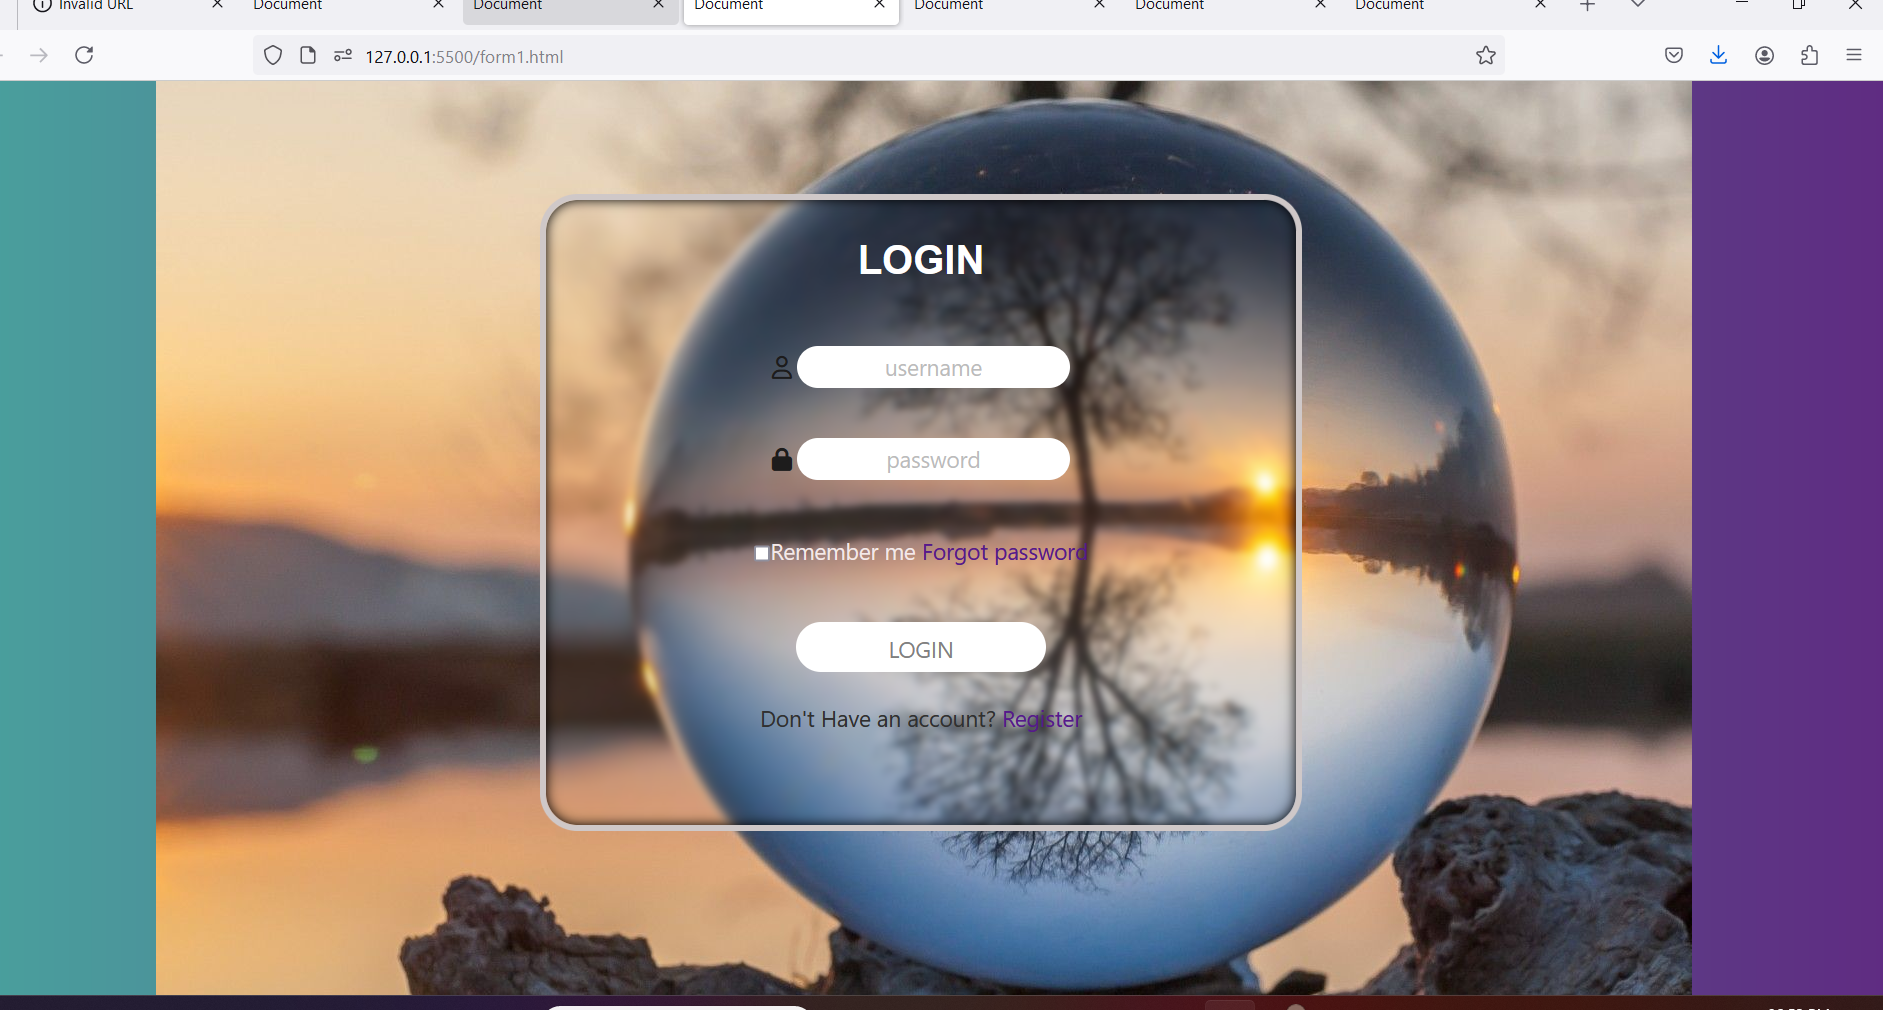 Invalid URL
Document
Document
Document
Document
Document
Document
127.0.0.1:5500/form1.html
LOGIN
username
password
Remember me Forgot password
LOGIN
Don't Have an account? Register